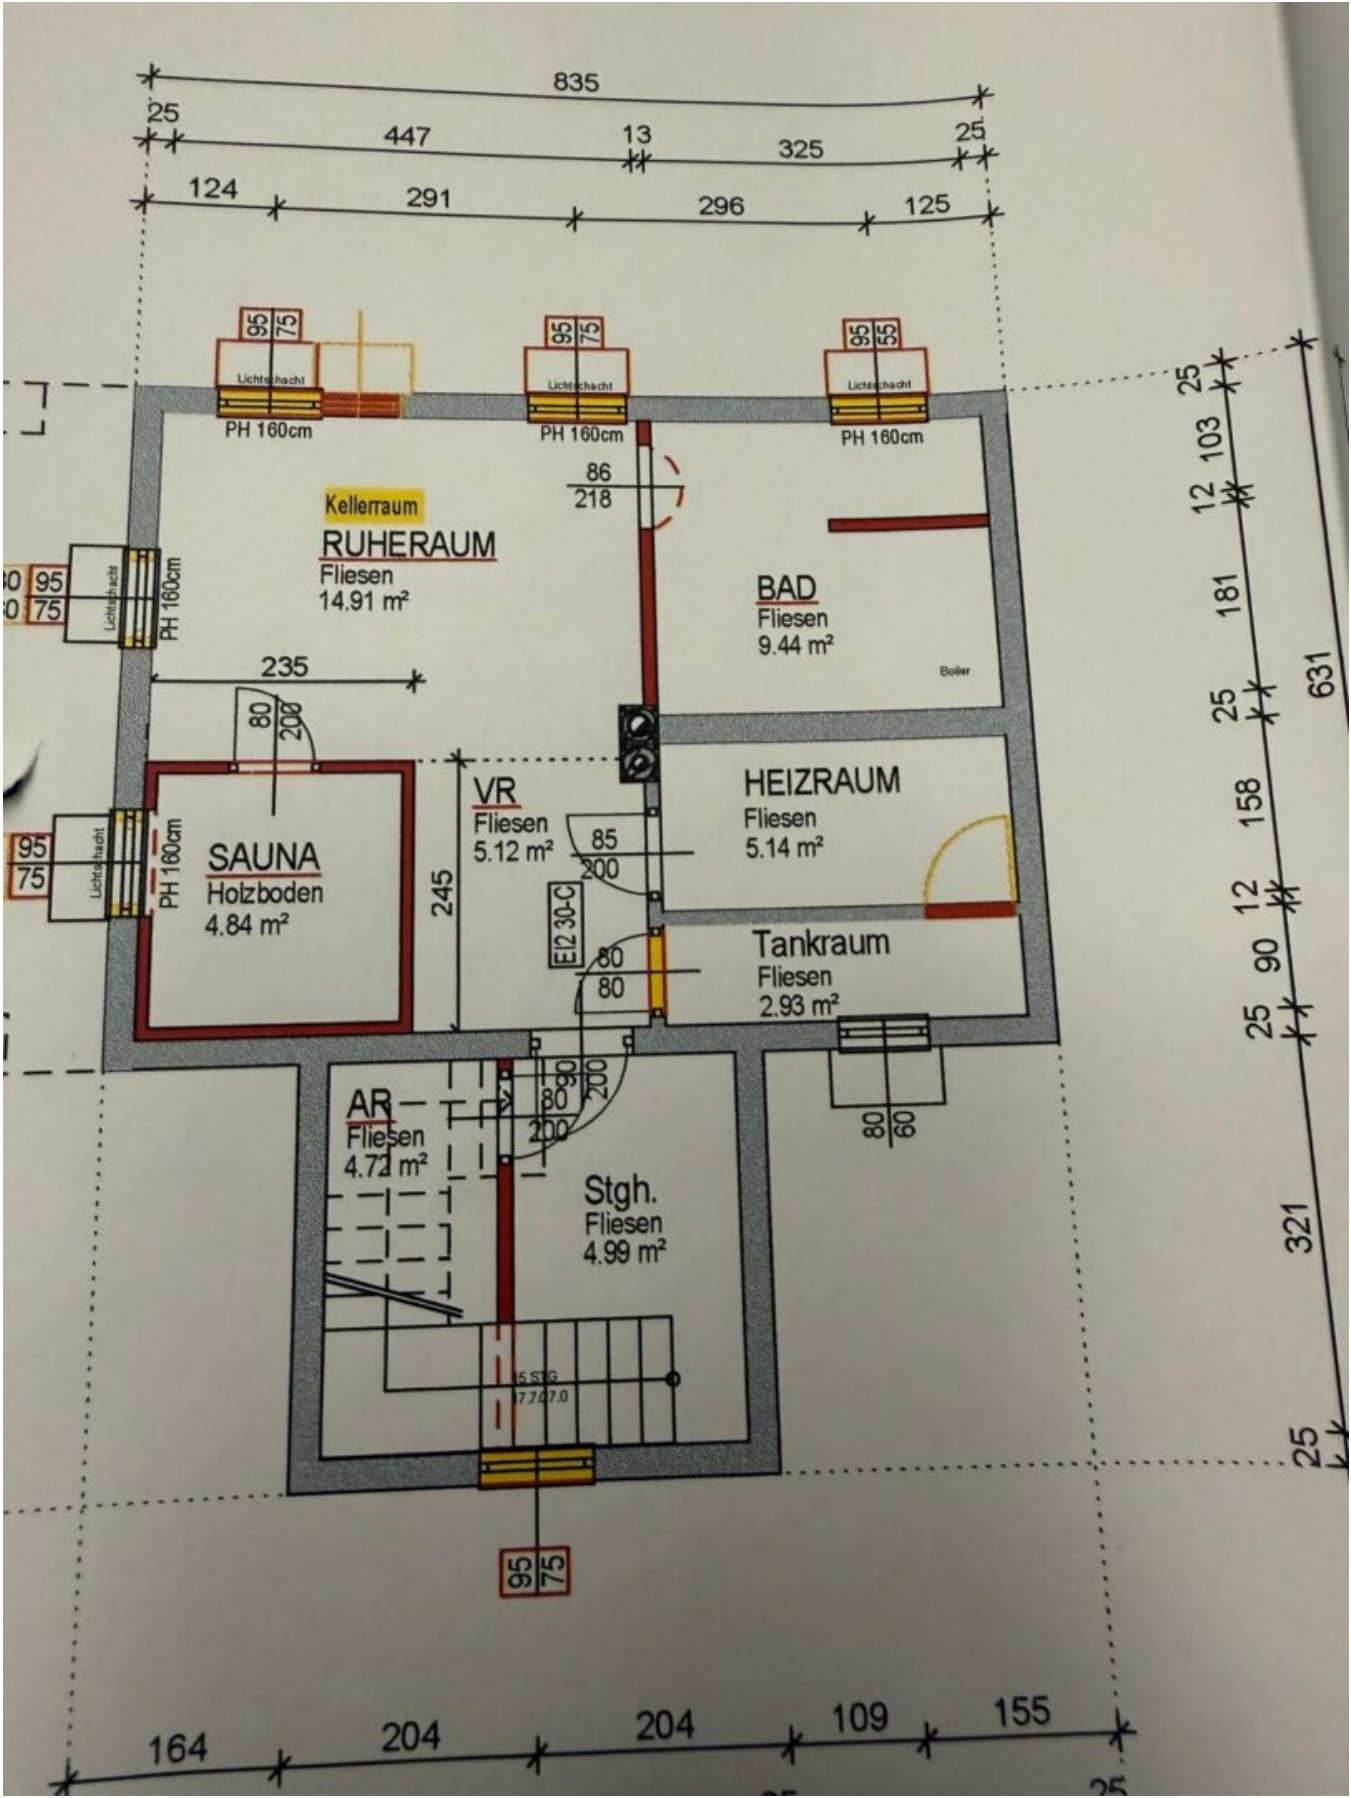 835
25 447 13 325 25
124 291 296 125
95 75
95 75
95 55
Lichtschacht
Lichtschacht
Lichtschacht
PH 160cm
PH 160cm
PH 160cm
25
103
12
181
25
158
12
90
25
631
321
25
86
218
Kellerraum
RUHERAUM
Fliesen
14.91 m²
BAD
Fliesen
9.44 m²
Boiler
95
75
Lichtschacht
PH 160cm
235
80
200
VR
Fliesen
5.12 m²
HEIZRAUM
Fliesen
5.14 m²
85
200
SAUNA
Holzboden
4.84 m²
95
75
Lichtschacht
PH 160cm
245
EI2 30-C
Tankraum
Fliesen
2.93 m²
80
80
90
200
80
200
AR
Fliesen
4.72 m²
Stgh.
Fliesen
4.99 m²
80
60
95
75
164 204 204 109 155
25